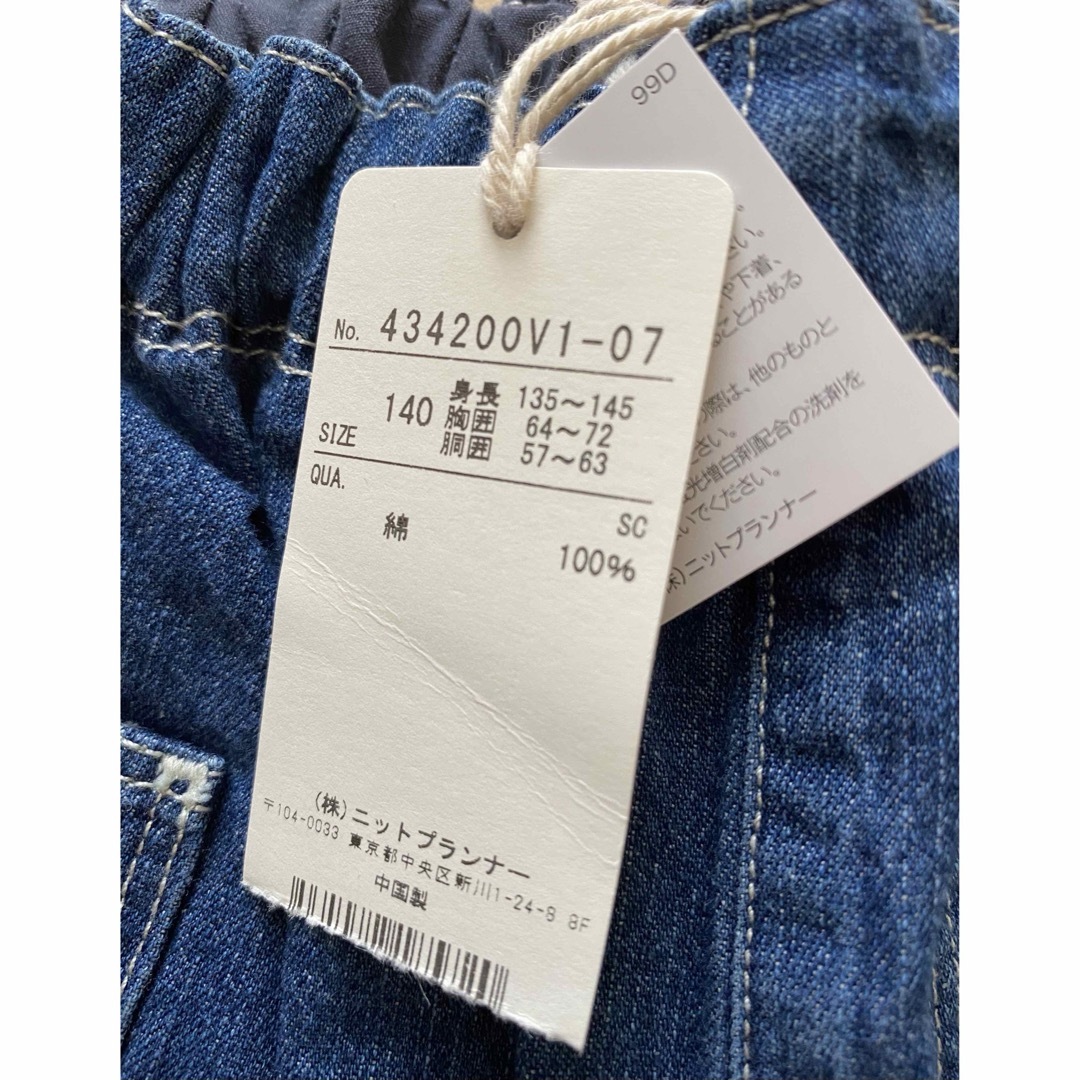 No. 434200V1-07
SIZE 140 身長 135～145
胸囲 64～72
胴囲 57～63
QUA.
SC
綿 100%
(株)ニットプランナー
〒104-0033 東京都中央区新川1-24-8 8F
中国製
99D
い。
や下着、
ことがある
際は、他のものと
さい。
光増白剤配合の洗剤を
いでください。
(株)ニットプランナー